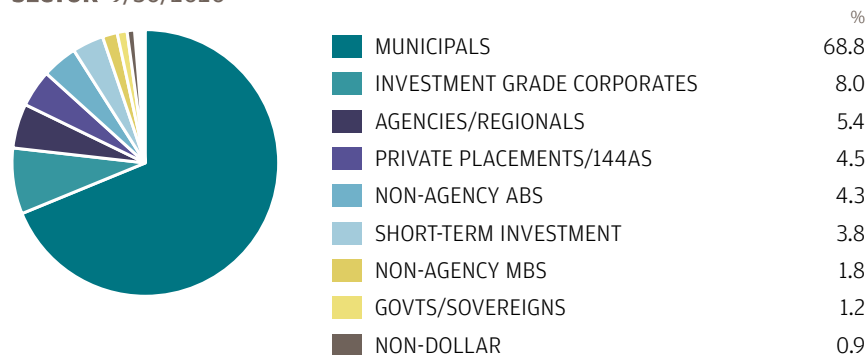 %
MUNICIPALS 68.8
INVESTMENT GRADE CORPORATES 8.0
AGENCIES/REGIONALS 5.4
PRIVATE PLACEMENTS/144AS 4.5
NON-AGENCY ABS 4.3
SHORT-TERM INVESTMENT 3.8
NON-AGENCY MBS 1.8
GOVTS/SOVEREIGNS 1.2
NON-DOLLAR 0.9